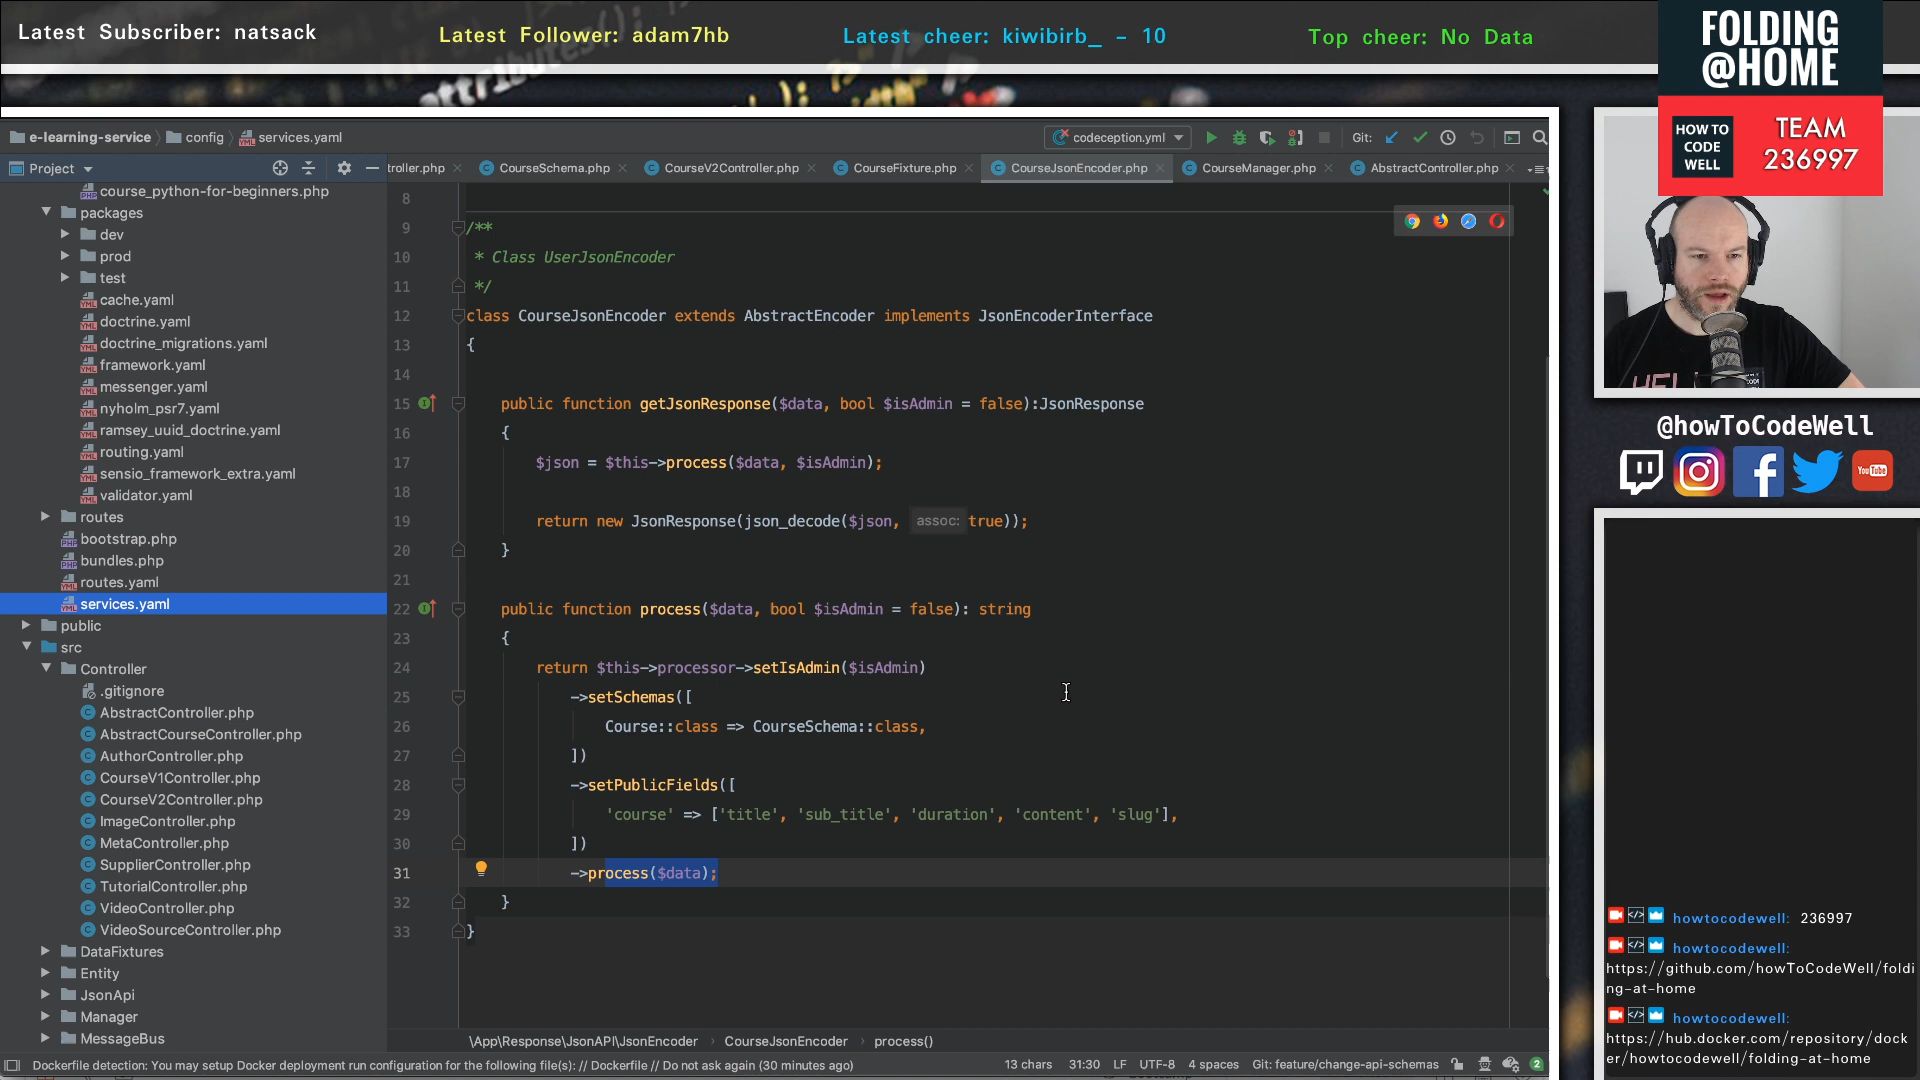 Latest Subscriber: natsack
Latest Follower: adam7hb
Latest cheer: kiwibirb_ - 10
Top cheer: No Data
FOLDING
@HOME
HOW TO
CODE
WELL
TEAM
236997
attributes();
e-learning-service
config
services.yaml
codeception.yml
Git:
Project
troller.php
CourseSchema.php
CourseV2Controller.php
CourseFixture.php
CourseJsonEncoder.php
CourseManager.php
AbstractController.php
course_python-for-beginners.php
packages
dev
prod
test
cache.yaml
doctrine.yaml
doctrine_migrations.yaml
framework.yaml
messenger.yaml
nyholm_psr7.yaml
ramsey_uuid_doctrine.yaml
routing.yaml
sensio_framework_extra.yaml
validator.yaml
routes
bootstrap.php
bundles.php
routes.yaml
services.yaml
public
src
Controller
.gitignore
AbstractController.php
AbstractCourseController.php
AuthorController.php
CourseV1Controller.php
CourseV2Controller.php
ImageController.php
MetaController.php
SupplierController.php
TutorialController.php
VideoController.php
VideoSourceController.php
DataFixtures
Entity
JsonApi
Manager
MessageBus
8
9 /**
10 * Class UserJsonEncoder
11 */
12 class CourseJsonEncoder extends AbstractEncoder implements JsonEncoderInterface
13 {
14
15 public function getJsonResponse($data, bool $isAdmin = false):JsonResponse
16 {
17 $json = $this->process($data, $isAdmin);
18
19 return new JsonResponse(json_decode($json, assoc: true));
20 }
21
22 public function process($data, bool $isAdmin = false): string
23 {
24 return $this->processor->setIsAdmin($isAdmin)
25 ->setSchemas([
26 Course::class => CourseSchema::class,
27 ])
28 ->setPublicFields([
29 'course' => ['title', 'sub_title', 'duration', 'content', 'slug'],
30 ])
31 ->process($data);
32 }
33 }
\App\Response\JsonAPI\JsonEncoder
CourseJsonEncoder
process()
Dockerfile detection: You may setup Docker deployment run configuration for the following file(s): // Dockerfile // Do not ask again (30 minutes ago)
13 chars
31:30
LF
UTF-8
4 spaces
Git: feature/change-api-schemas
2
@howToCodeWell
You Tube
howtocodewell: 236997
howtocodewell:
https://github.com/howToCodeWell/foldi
ng-at-home
howtocodewell:
https://hub.docker.com/repository/dock
er/howtocodewell/folding-at-home